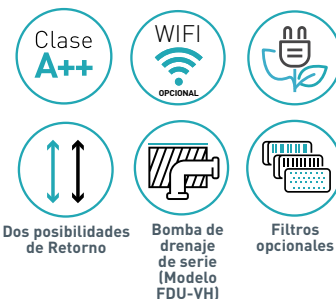 Clase
A++
WIFI
OPCIONAL
Dos posibilidades
de Retorno
Bomba de
drenaje
de serie
(Modelo
FDU-VH)
Filtros
opcionales